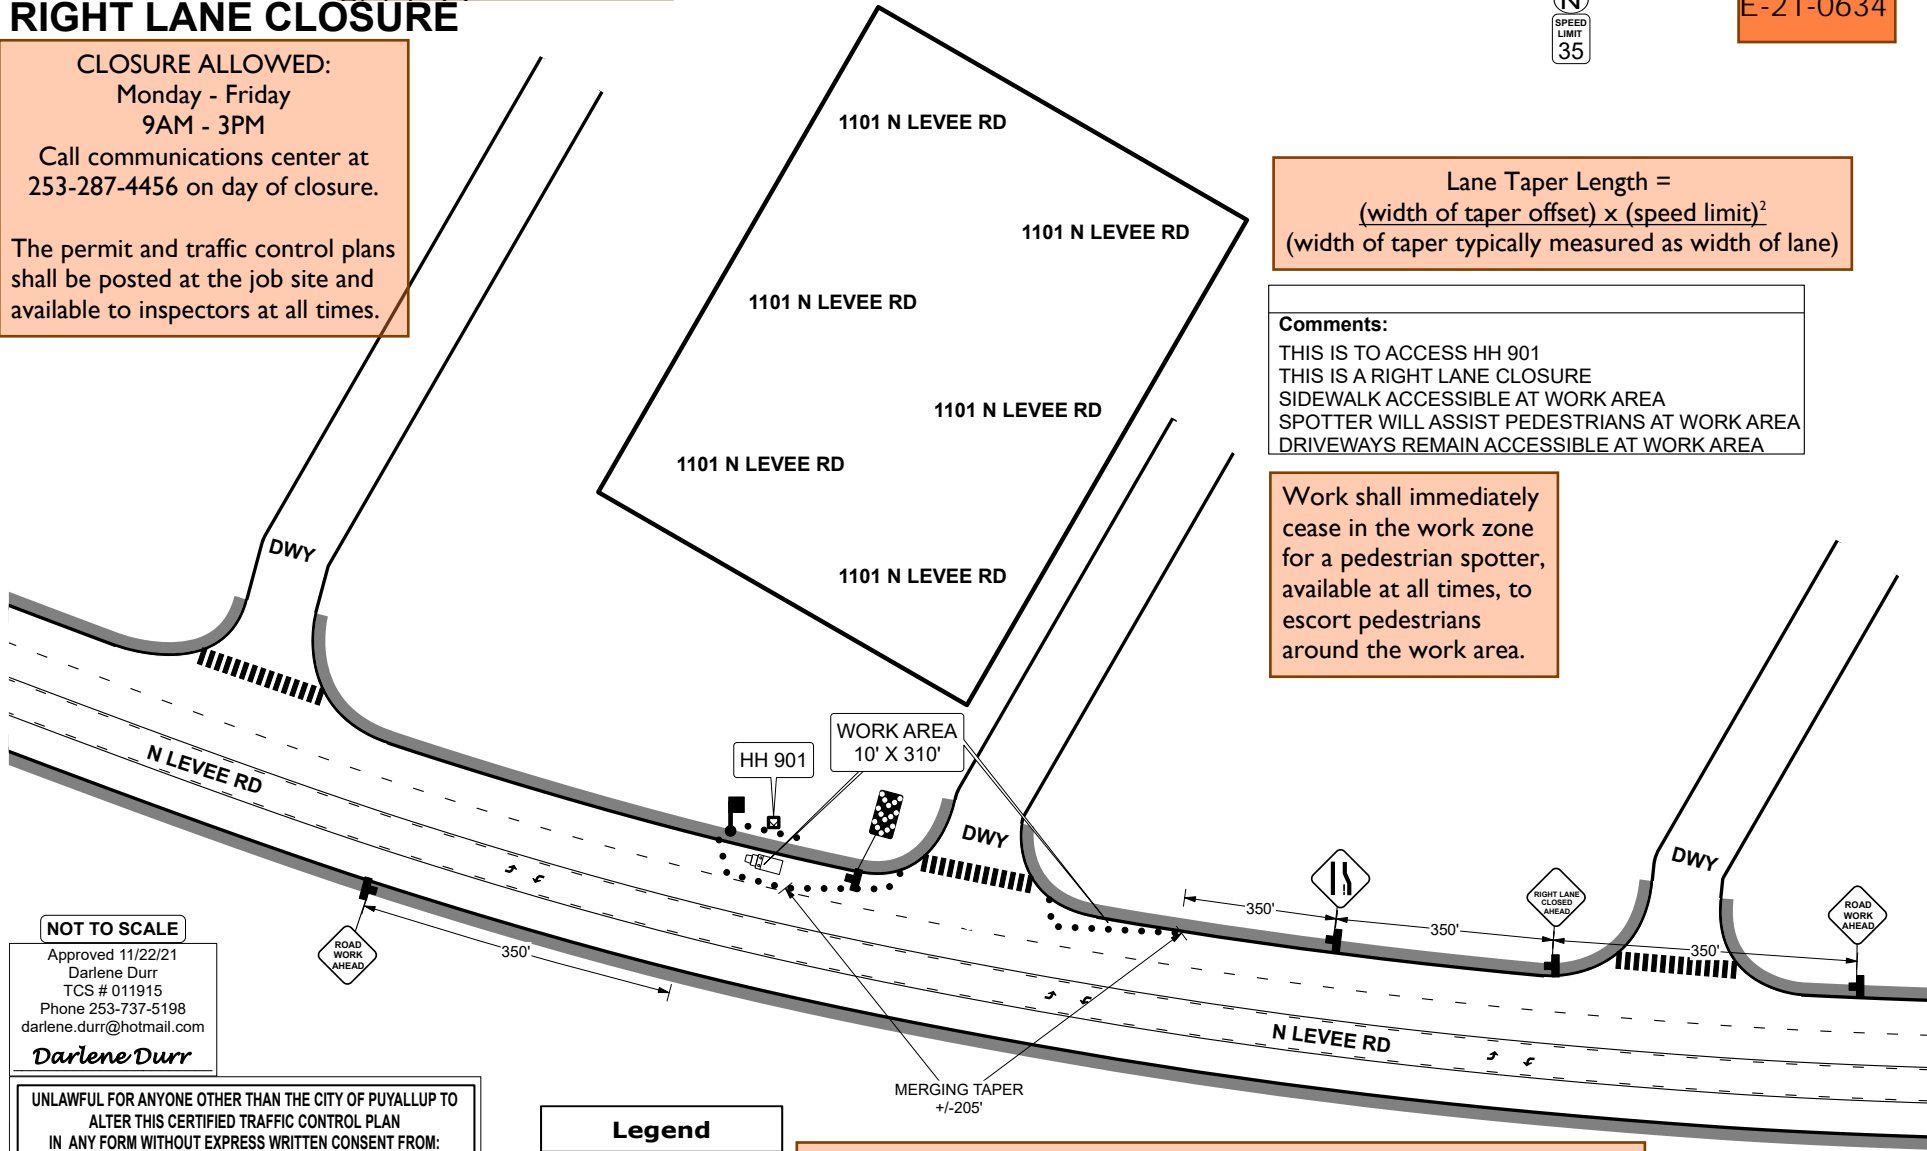 RIGHT LANE CLOSURE
N
SPEED
LIMIT
35
E-21-0634
CLOSURE ALLOWED:
Monday - Friday
9AM - 3PM
Call communications center at
253-287-4456 on day of closure.
The permit and traffic control plans
shall be posted at the job site and
available to inspectors at all times.
1101 N LEVEE RD
1101 N LEVEE RD
1101 N LEVEE RD
1101 N LEVEE RD
1101 N LEVEE RD
1101 N LEVEE RD
Lane Taper Length =
(width of taper offset) x (speed limit)²
(width of taper typically measured as width of lane)
Comments:
THIS IS TO ACCESS HH 901
THIS IS A RIGHT LANE CLOSURE
SIDEWALK ACCESSIBLE AT WORK AREA
SPOTTER WILL ASSIST PEDESTRIANS AT WORK AREA
DRIVEWAYS REMAIN ACCESSIBLE AT WORK AREA
Work shall immediately
cease in the work zone
for a pedestrian spotter,
available at all times, to
escort pedestrians
around the work area.
DWY
N LEVEE RD
HH 901
WORK AREA
10' X 310'
DWY
DWY
350'
350'
350'
RIGHT LANE
CLOSED
AHEAD
ROAD
WORK
AHEAD
ROAD
WORK
AHEAD
350'
N LEVEE RD
MERGING TAPER
+/-205'
NOT TO SCALE
Approved 11/22/21
Darlene Durr
TCS # 011915
Phone 253-737-5198
darlene.durr@hotmail.com
Darlene Durr
UNLAWFUL FOR ANYONE OTHER THAN THE CITY OF PUYALLUP TO
ALTER THIS CERTIFIED TRAFFIC CONTROL PLAN
IN ANY FORM WITHOUT EXPRESS WRITTEN CONSENT FROM:
Legend